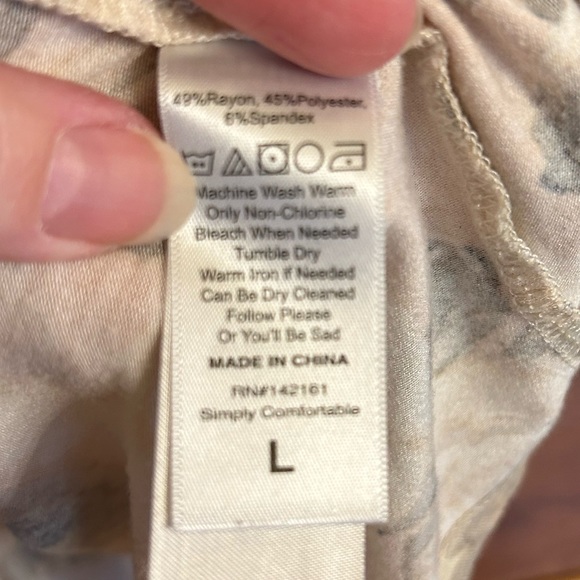 49%Rayon, 45%Polyester,
6%Spandex
Machine Wash Warm
Only Non-Chlorine
Bleach When Needed
Tumble Dry
Warm Iron if Needed
Can Be Dry Cleaned
Follow Please
Or You'll Be Sad
MADE IN CHINA
RN#142161
Simply Comfortable
L